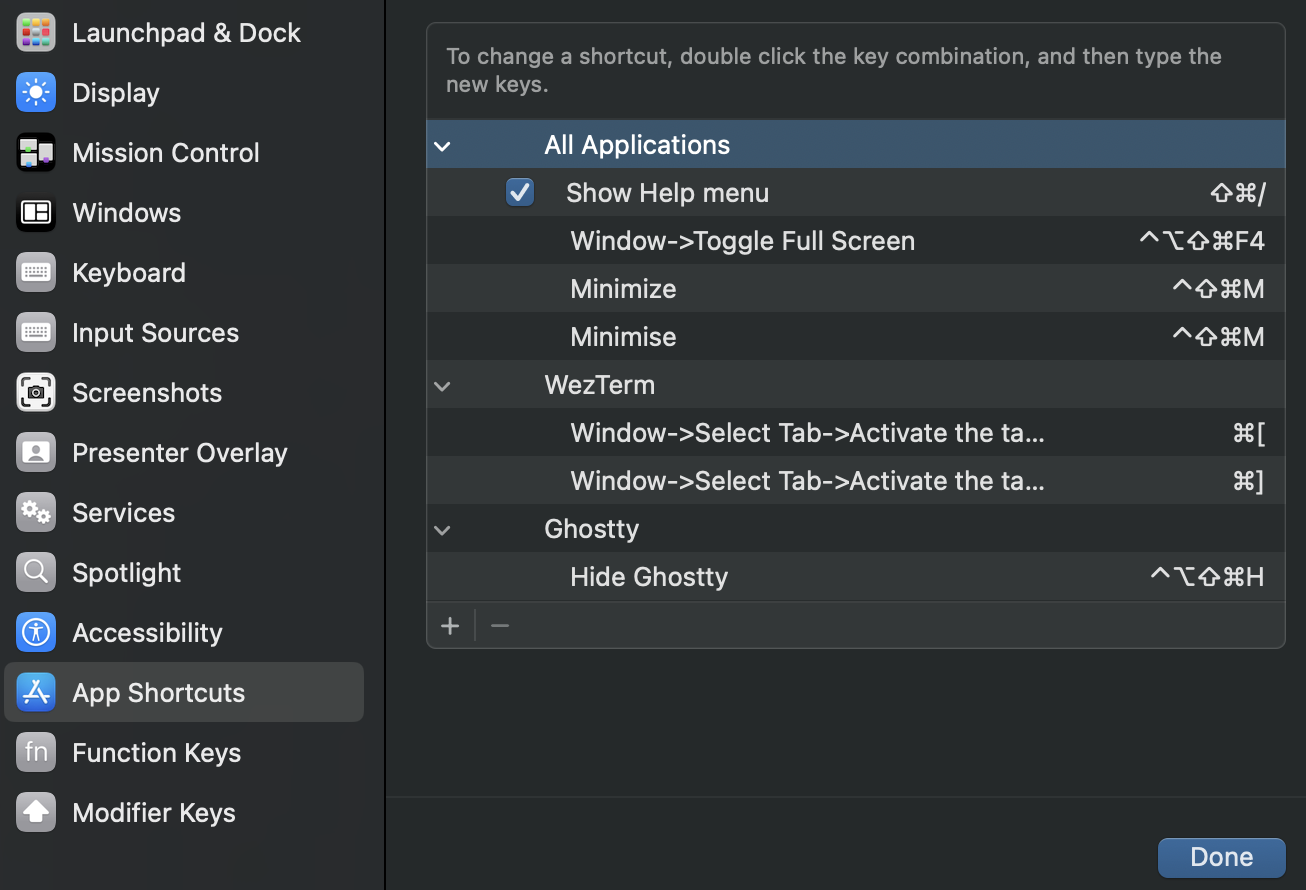 Launchpad & Dock
Display
Mission Control
Windows
Keyboard
Input Sources
Screenshots
Presenter Overlay
Services
Spotlight
Accessibility
App Shortcuts
fn Function Keys
Modifier Keys
To change a shortcut, double click the key combination, and then type the
new keys.
All Applications
Show Help menu ⇧⌘/
Window->Toggle Full Screen ^⌥⇧⌘F4
Minimize ^⇧⌘M
Minimise ^⇧⌘M
WezTerm
Window->Select Tab->Activate the ta... ⌘[
Window->Select Tab->Activate the ta... ⌘]
Ghostty
Hide Ghostty ^⌥⇧⌘H
+ −
Done